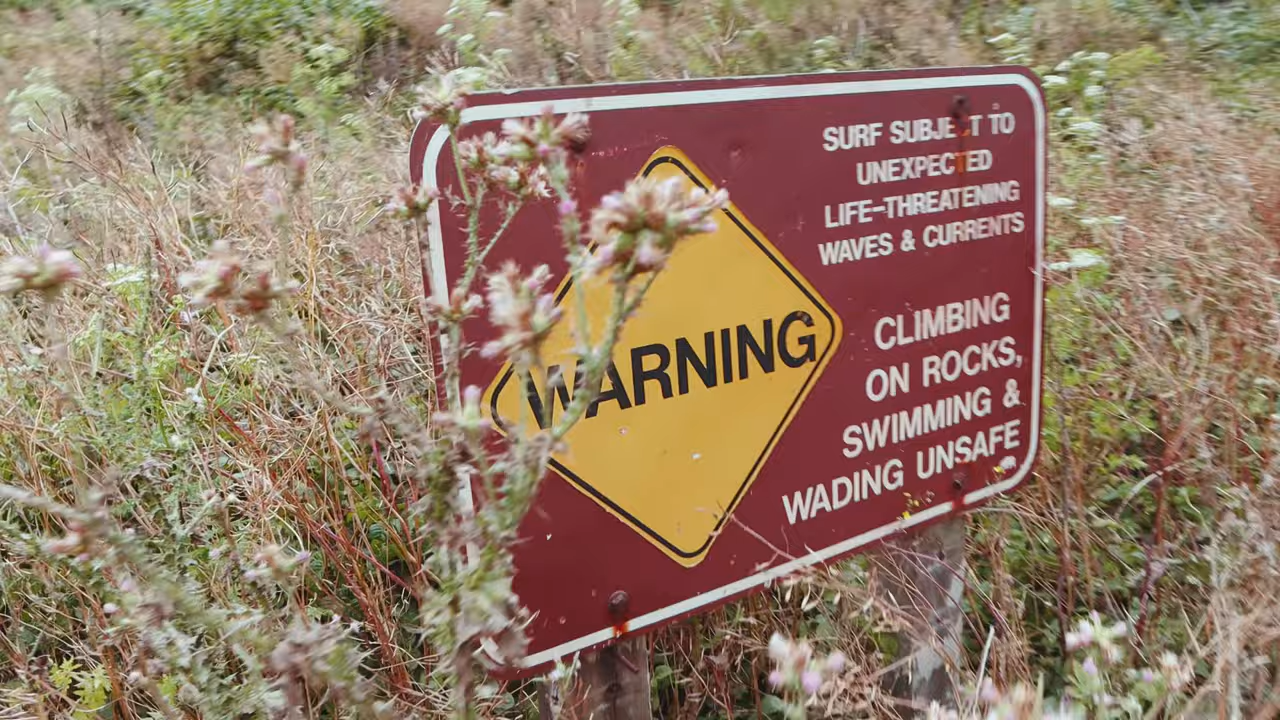 WARNING
SURF SUBJECT TO
UNEXPECTED
LIFE-THREATENING
WAVES & CURRENTS
CLIMBING
ON ROCKS,
SWIMMING &
WADING UNSAFE